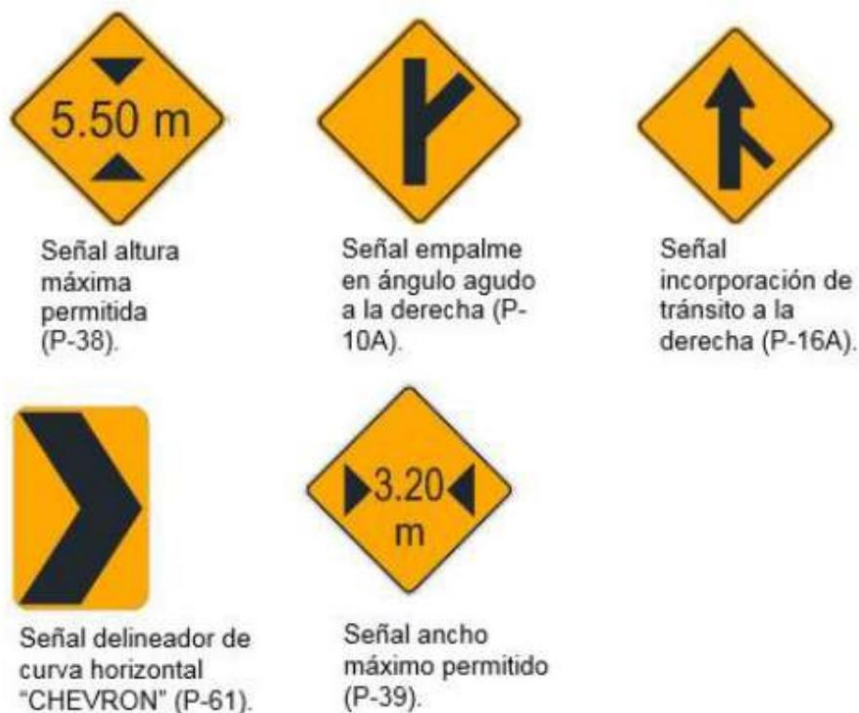 5.50 m
Señal altura
máxima
permitida
(P-38).
Señal empalme
en ángulo agudo
a la derecha (P-
10A).
Señal
incorporación de
tránsito a la
derecha (P-16A).
Señal delineador de
curva horizontal
"CHEVRON" (P-61).
3.20
m
Señal ancho
máximo permitido
(P-39).